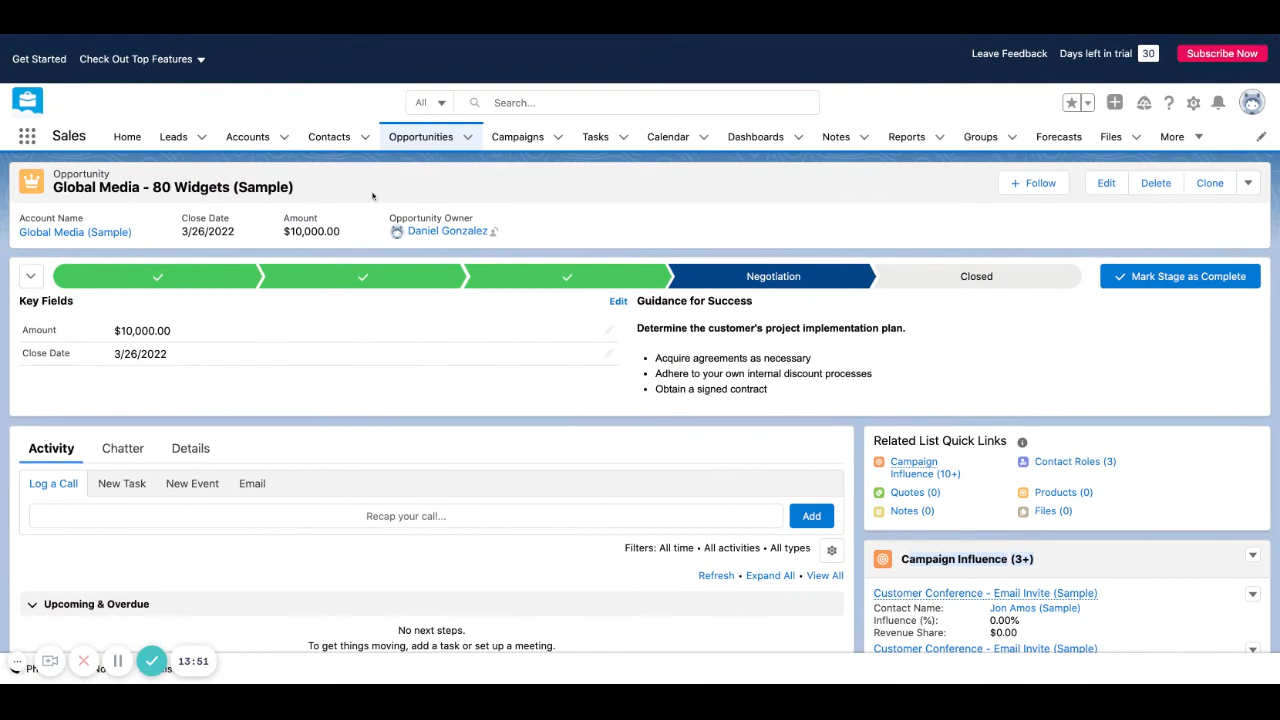 Get Started Check Out Top Features Leave Feedback Days left in trial 30 Subscribe Now
All Search...
Sales Home Leads Accounts Contacts Opportunities Campaigns Tasks Calendar Dashboards Notes Reports Groups Forecasts Files More
Opportunity
Global Media - 80 Widgets (Sample)
+ Follow Edit Delete Clone
Account Name Close Date Amount Opportunity Owner
Global Media (Sample) 3/26/2022 $10,000.00 Daniel Gonzalez
Negotiation Closed Mark Stage as Complete
Key Fields Edit
Amount $10,000.00
Close Date 3/26/2022
Guidance for Success
Determine the customer's project implementation plan.
• Acquire agreements as necessary
• Adhere to your own internal discount processes
• Obtain a signed contract
Activity Chatter Details
Log a Call New Task New Event Email
Recap your call... Add
Filters: All time • All activities • All types
Refresh • Expand All • View All
Upcoming & Overdue
No next steps.
To get things moving, add a task or set up a meeting.
Related List Quick Links
Campaign
Influence (10+)
Contact Roles (3)
Quotes (0) Products (0)
Notes (0) Files (0)
Campaign Influence (3+)
Customer Conference - Email Invite (Sample)
Contact Name: Jon Amos (Sample)
Influence (%): 0.00%
Revenue Share: $0.00
Customer Conference - Email Invite (Sample)
13:51